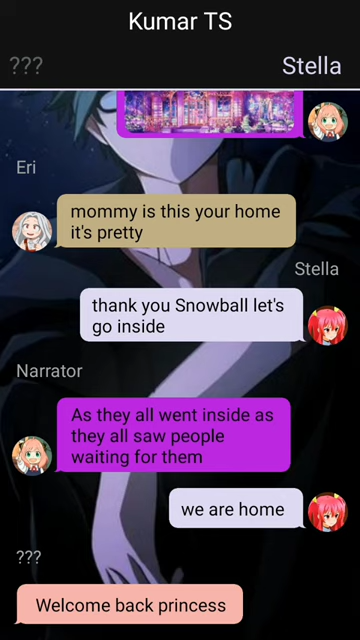 Kumar TS
???
Stella
Eri
mommy is this your home
it's pretty
Stella
thank you Snowball let's
go inside
Narrator
As they all went inside as
they all saw people
waiting for them
we are home
???
Welcome back princess